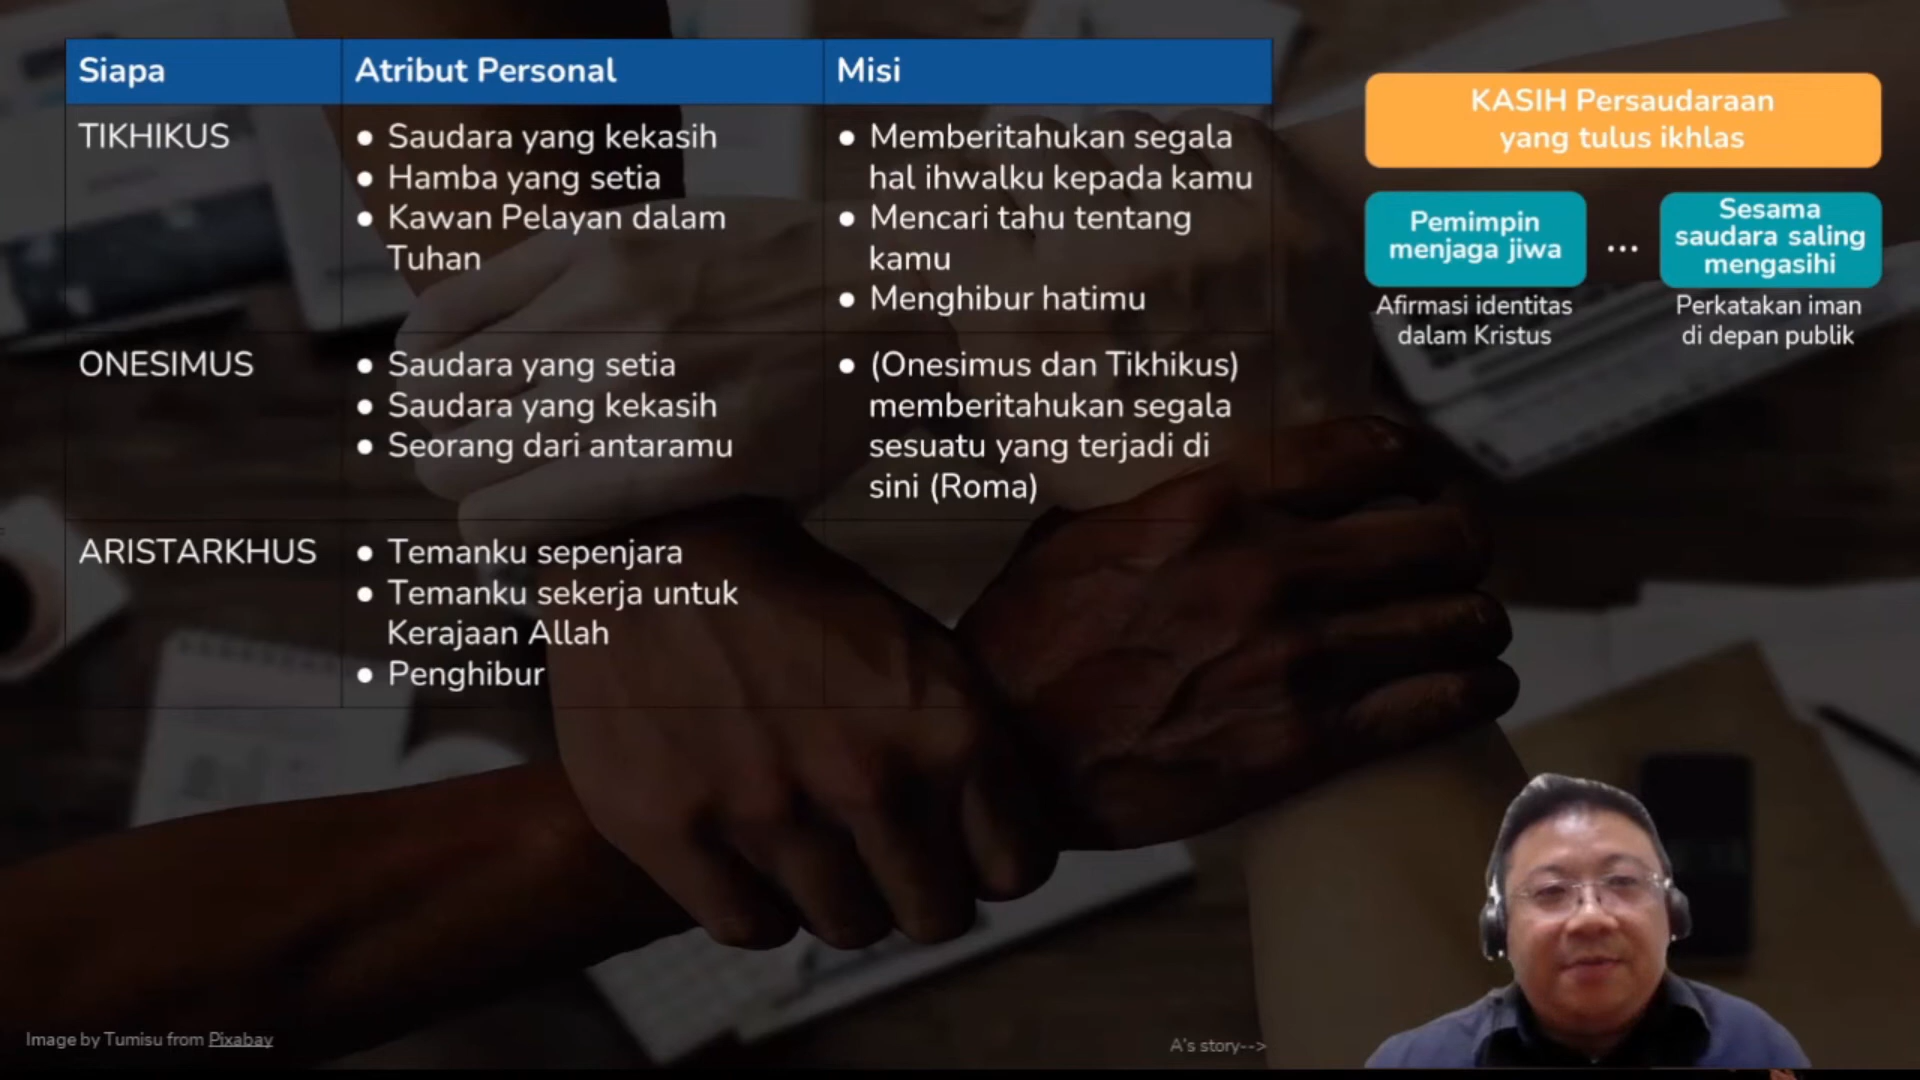 Siapa
Atribut Personal
Misi
TIKHIKUS
● Saudara yang kekasih
● Hamba yang setia
● Kawan Pelayan dalam
Tuhan
● Memberitahukan segala
hal ihwalku kepada kamu
● Mencari tahu tentang
kamu
● Menghibur hatimu
ONESIMUS
● Saudara yang setia
● Saudara yang kekasih
● Seorang dari antaramu
● (Onesimus dan Tikhikus)
memberitahukan segala
sesuatu yang terjadi di
sini (Roma)
ARISTARKHUS
● Temanku sepenjara
● Temanku sekerja untuk
Kerajaan Allah
● Penghibur
KASIH Persaudaraan
yang tulus ikhlas
Pemimpin
menjaga jiwa
...
Sesama
saudara saling
mengasihi
Afirmasi identitas
dalam Kristus
Perkatakan iman
di depan publik
Image by Tumisu from Pixabay
A's story-->